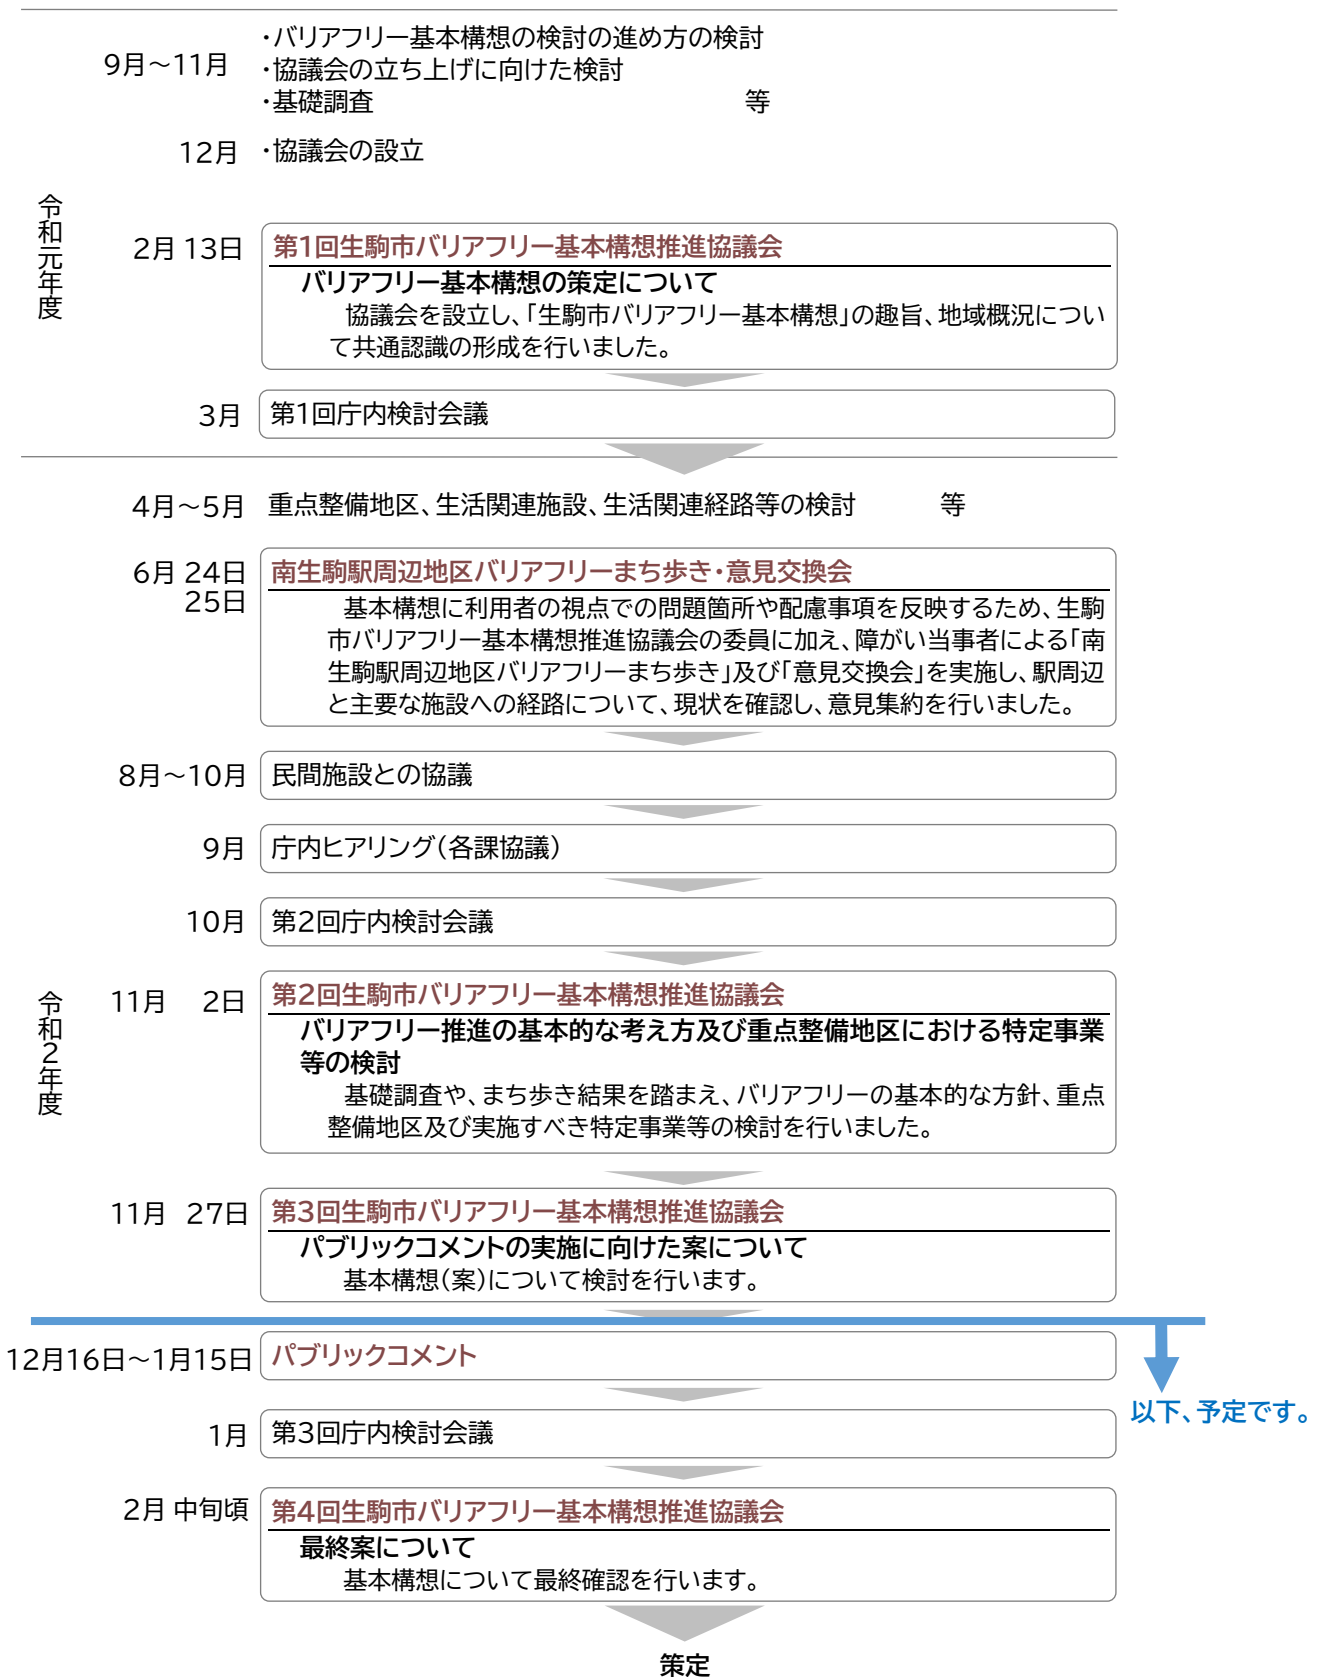 令和元年度
9月～11月
・バリアフリー基本構想の検討の進め方の検討
・協議会の立ち上げに向けた検討
・基礎調査 等
12月 ・協議会の設立
2月 13日
第1回生駒市バリアフリー基本構想推進協議会
バリアフリー基本構想の策定について
協議会を設立し、「生駒市バリアフリー基本構想」の趣旨、地域概況につい
て共通認識の形成を行いました。
3月 第1回庁内検討会議
令和2年度
4月～5月 重点整備地区、生活関連施設、生活関連経路等の検討 等
6月 24日
25日
南生駒駅周辺地区バリアフリーまち歩き・意見交換会
基本構想に利用者の視点での問題箇所や配慮事項を反映するため、生駒
市バリアフリー基本構想推進協議会の委員に加え、障がい当事者による「南
生駒駅周辺地区バリアフリーまち歩き」及び「意見交換会」を実施し、駅周辺
と主要な施設への経路について、現状を確認し、意見集約を行いました。
8月～10月 民間施設との協議
9月 庁内ヒアリング（各課協議）
10月 第2回庁内検討会議
11月 2日
第2回生駒市バリアフリー基本構想推進協議会
バリアフリー推進の基本的な考え方及び重点整備地区における特定事業
等の検討
基礎調査や、まち歩き結果を踏まえ、バリアフリーの基本的な方針、重点
整備地区及び実施すべき特定事業等の検討を行いました。
11月 27日
第3回生駒市バリアフリー基本構想推進協議会
パブリックコメントの実施に向けた案について
基本構想（案）について検討を行います。
12月16日～1月15日 パブリックコメント
以下、予定です。
1月 第3回庁内検討会議
2月 中旬頃
第4回生駒市バリアフリー基本構想推進協議会
最終案について
基本構想について最終確認を行います。
策定